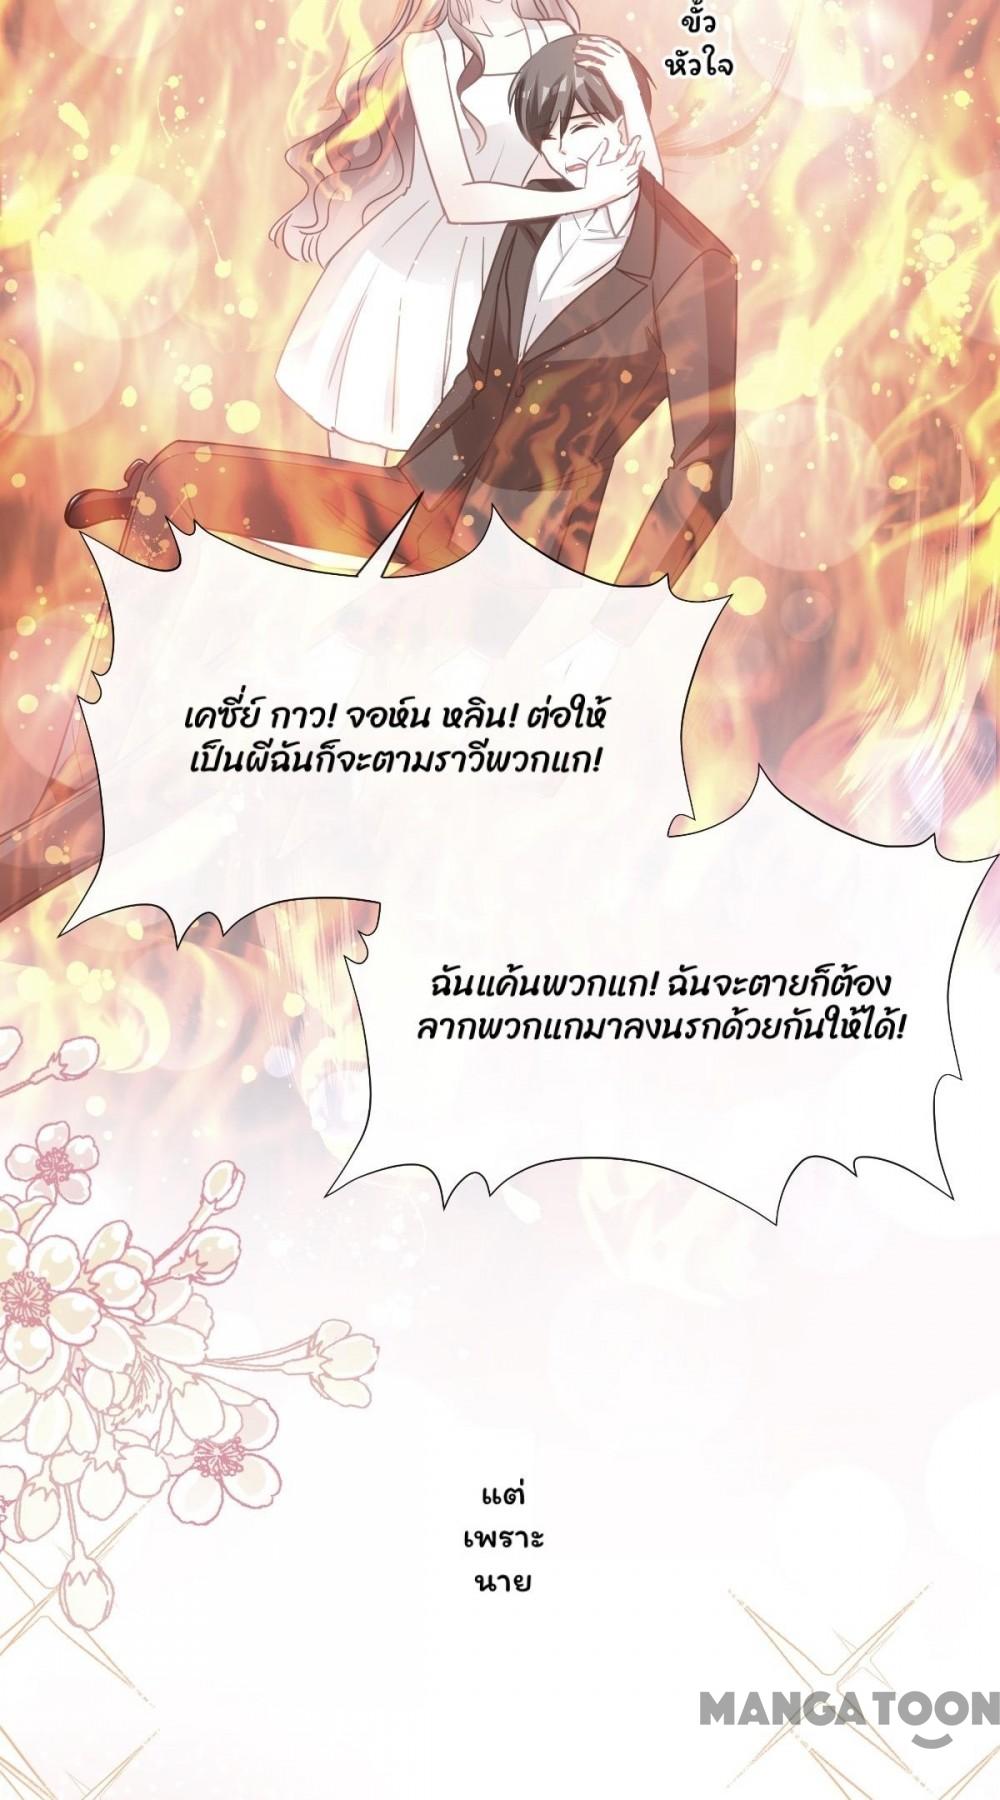 ขั้ว
หัวใจ
เคซี่ย์ กาว! จอห์น หลิน! ต่อให้
เป็นผีฉันก็จะตามราวีพวกแก!
ฉันแค้นพวกแก! ฉันจะตายก็ต้อง
ลากพวกแกมาลงนรกด้วยกันให้ได้!
แต่
เพราะ
นาย
MANGATOON